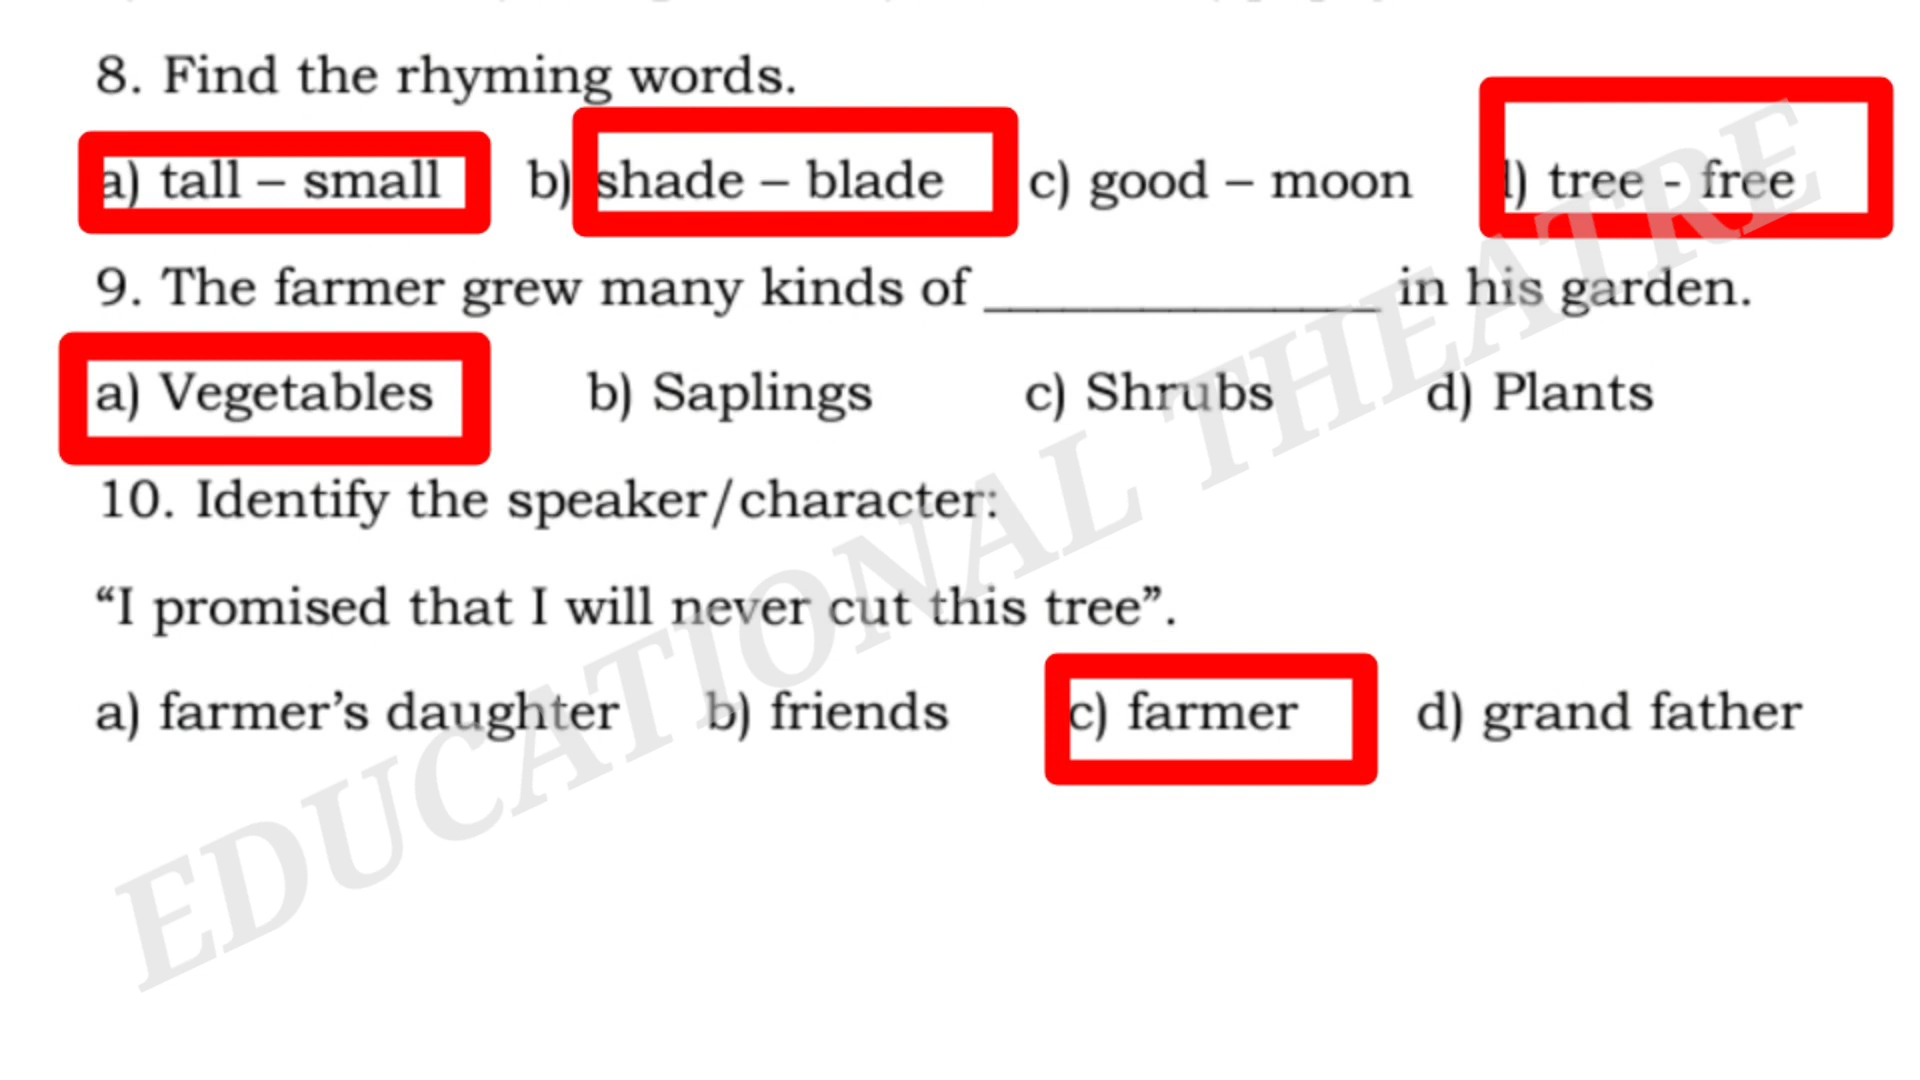 8. Find the rhyming words.
a) tall – small b) shade – blade c) good – moon d) tree - free
9. The farmer grew many kinds of _______________ in his garden.
a) Vegetables b) Saplings c) Shrubs d) Plants
10. Identify the speaker/character:
“I promised that I will never cut this tree”.
a) farmer’s daughter b) friends c) farmer d) grand father
EDUCATIONAL THEATRE